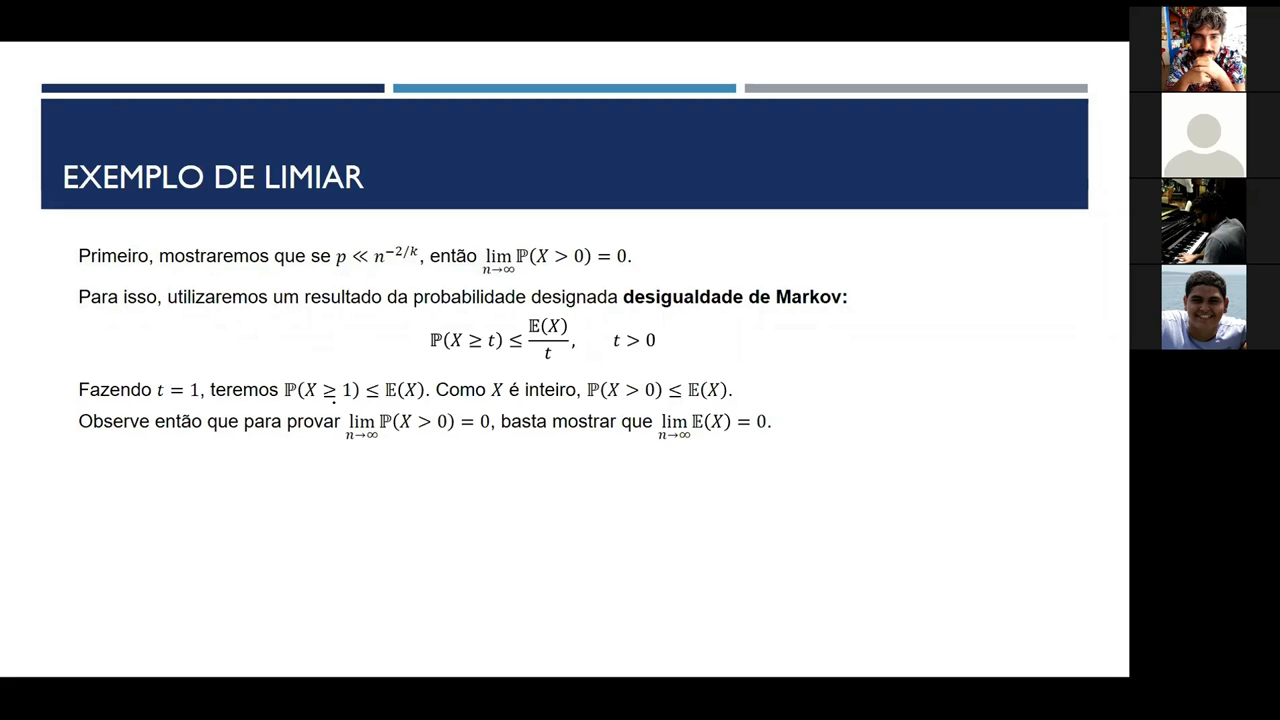 EXEMPLO DE LIMIAR
Primeiro, mostraremos que se 𝑝 ≪ 𝑛^{−2/𝑘}, então lim_{𝑛→∞} ℙ(𝑋 > 0) = 0.
Para isso, utilizaremos um resultado da probabilidade designada desigualdade de Markov:
ℙ(𝑋 ≥ 𝑡) ≤ 𝔼(𝑋)/𝑡, 𝑡 > 0
Fazendo 𝑡 = 1, teremos ℙ(𝑋 ≥ 1) ≤ 𝔼(𝑋). Como 𝑋 é inteiro, ℙ(𝑋 > 0) ≤ 𝔼(𝑋).
Observe então que para provar lim_{𝑛→∞} ℙ(𝑋 > 0) = 0, basta mostrar que lim_{𝑛→∞} 𝔼(𝑋) = 0.